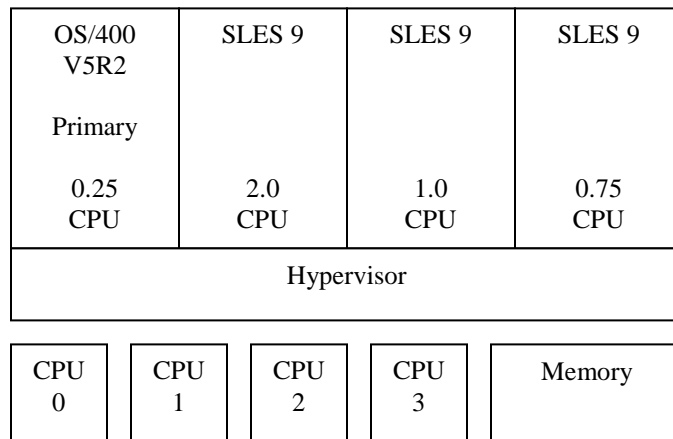 OS/400
V5R2
Primary
0.25
CPU
SLES 9
2.0
CPU
SLES 9
1.0
CPU
SLES 9
0.75
CPU
Hypervisor
CPU
0
CPU
1
CPU
2
CPU
3
Memory